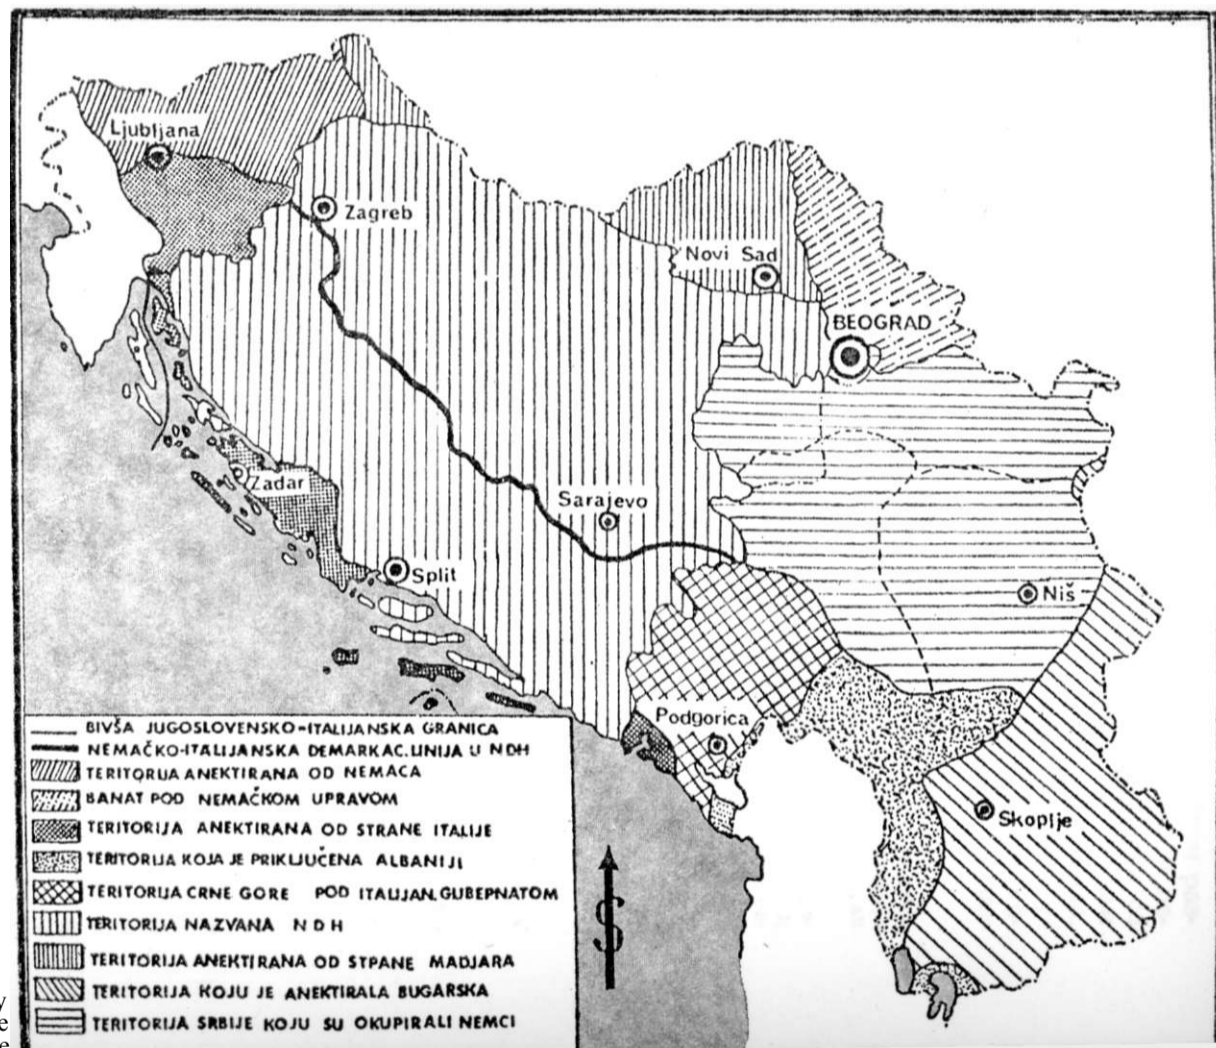 Ljubljana
Zagreb
Novi Sad
BEOGRAD
Zadar
Sarajevo
Split
Niš
Podgorica
Skoplje
BIVŠA JUGOSLOVENSKO-ITALIJANSKA GRANICA
NEMAČKO-ITALIJANSKA DEMARKAC. LINIJA U NDH
TERITORIJA ANEKTIRANA OD NEMACA
BANAT POD NEMAČKOM UPRAVOM
TERITORIJA ANEKTIRANA OD STRANE ITALIJE
TERITORIJA KOJA JE PRIKLJUČENA ALBANIJI
TERITORIJA CRNE GORE POD ITALIJAN. GUBEPNATOM
TERITORIJA NAZVANA NDH
TERITORIJA ANEKTIRANA OD STPANE MADJARA
TERITORIJA KOJU JE ANEKTIRALA BUGARSKA
TERITORIJA SRBIJE KOJU SU OKUPIRALI NEMCI
S